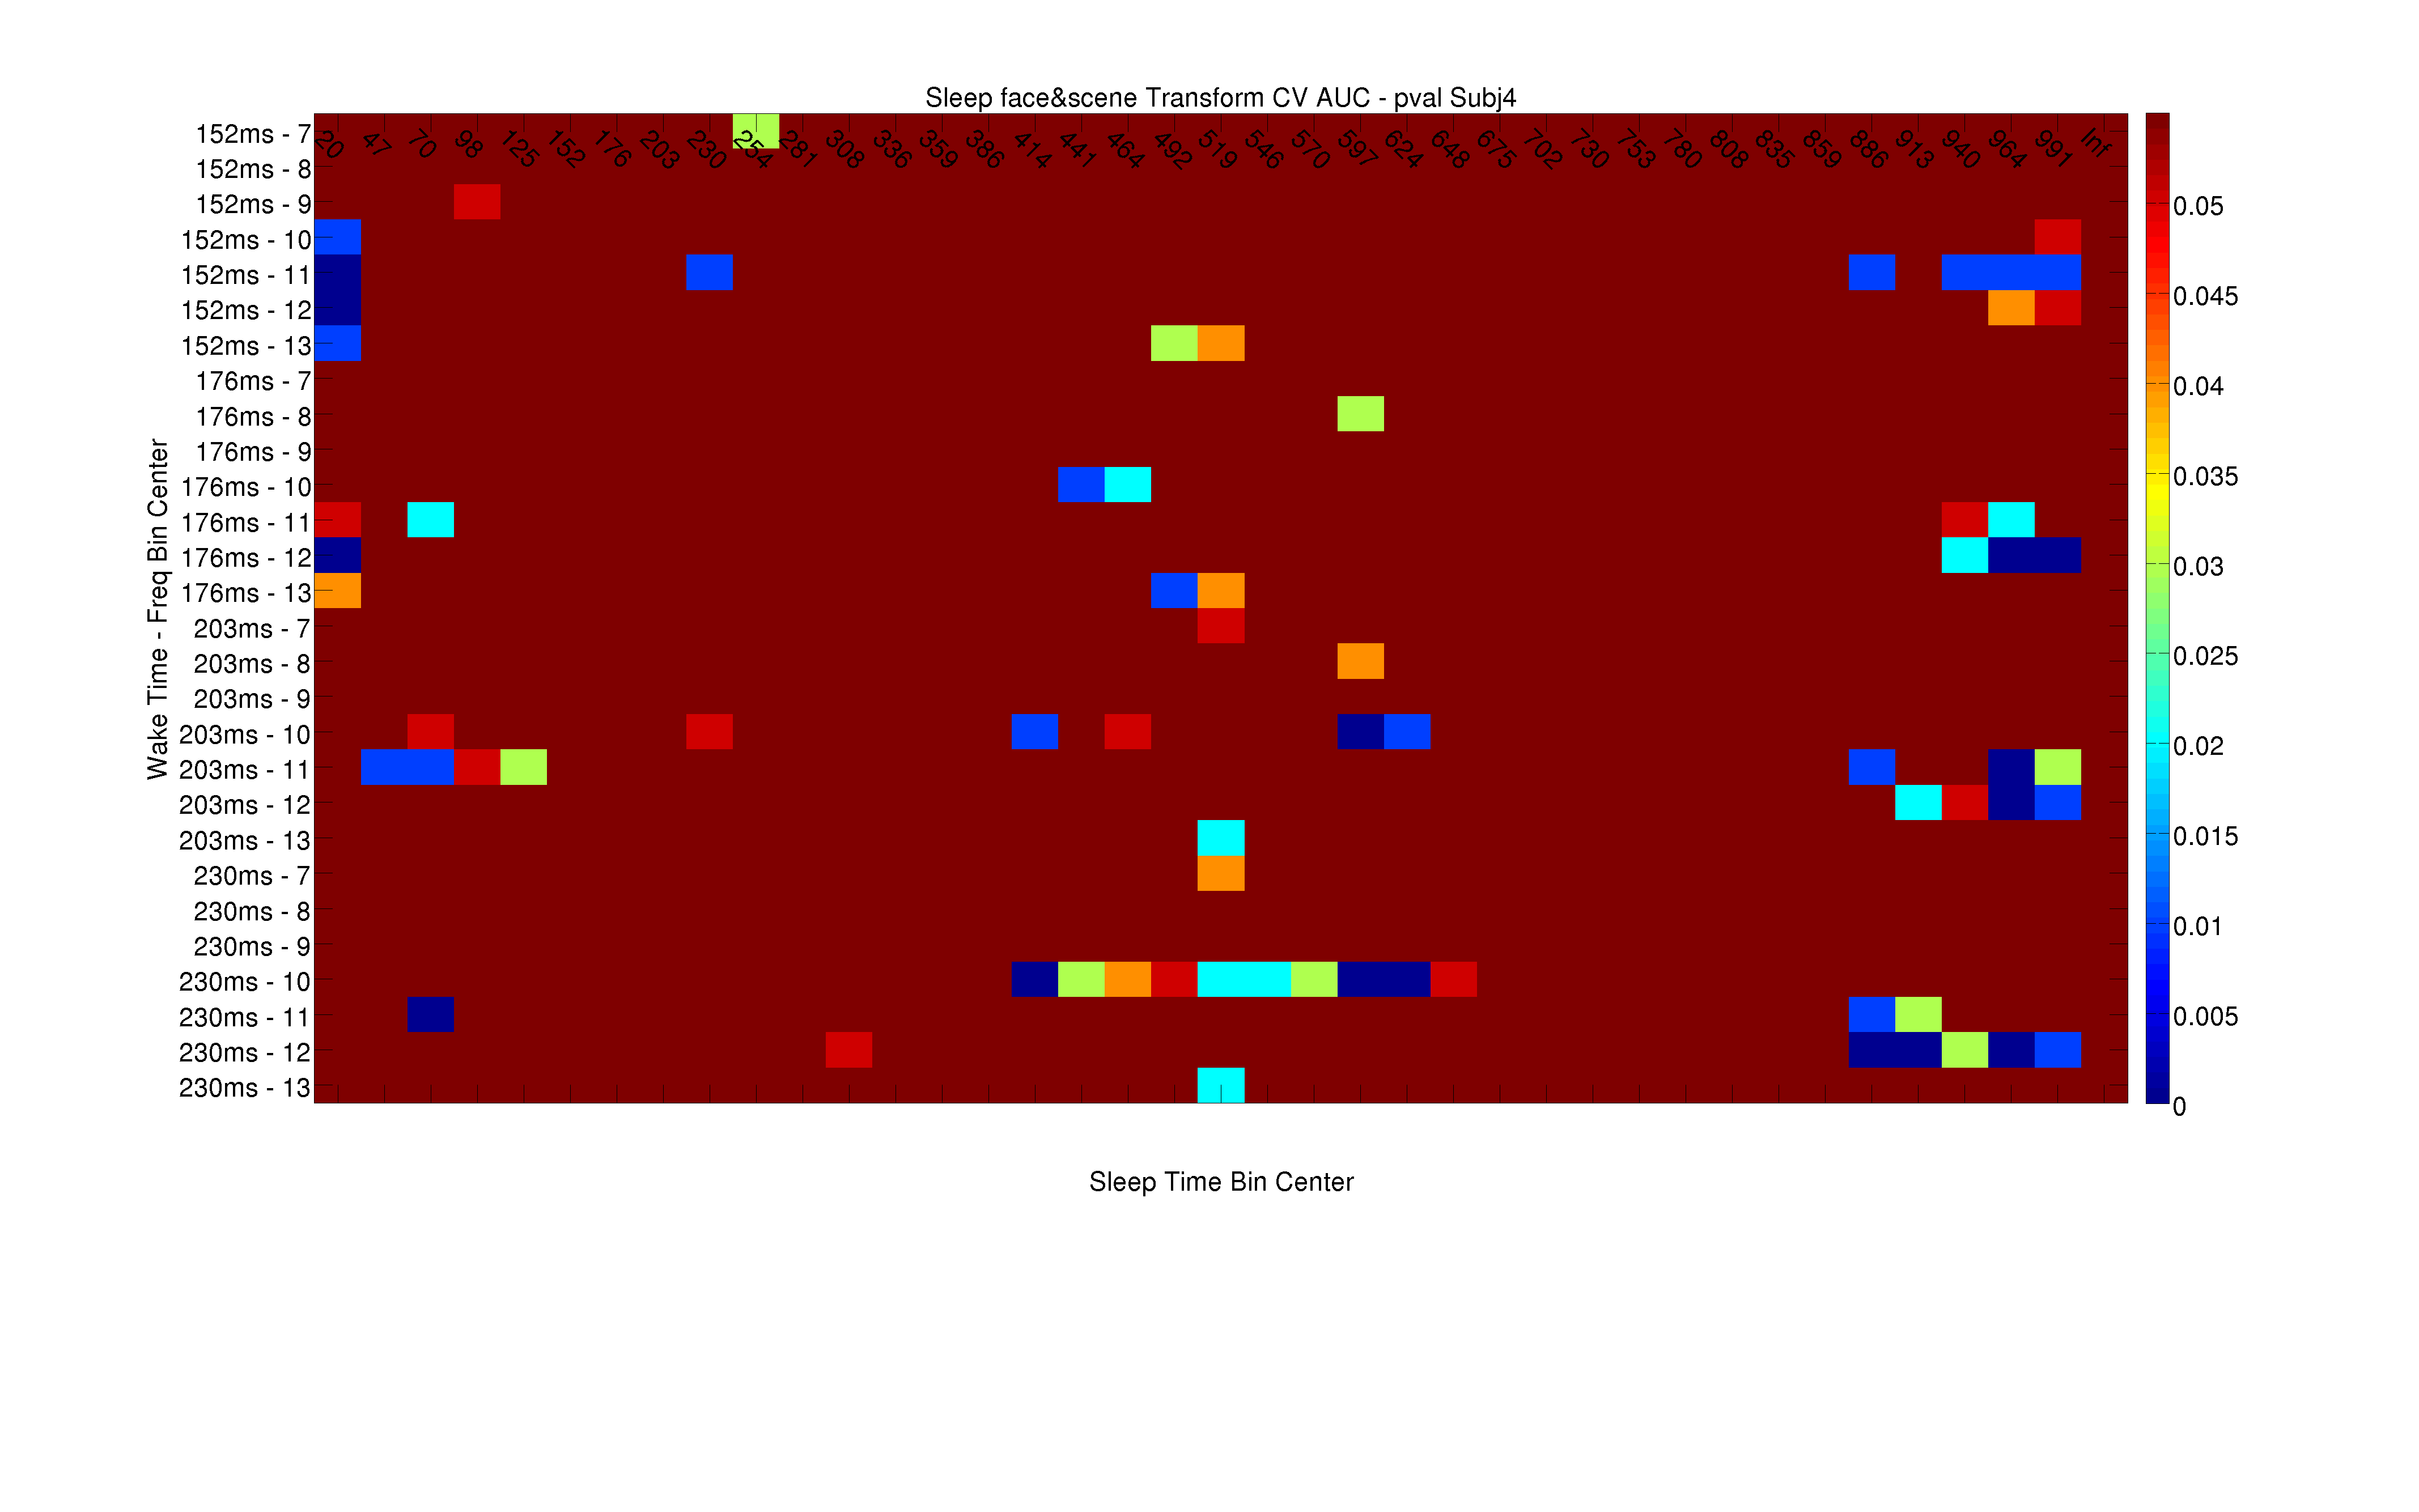 Sleep face&scene Transform CV AUC - pval Subj4
152ms - 7
152ms - 8
152ms - 9
152ms - 10
152ms - 11
152ms - 12
152ms - 13
176ms - 7
176ms - 8
176ms - 9
176ms - 10
176ms - 11
176ms - 12
176ms - 13
203ms - 7
203ms - 8
203ms - 9
203ms - 10
203ms - 11
203ms - 12
203ms - 13
230ms - 7
230ms - 8
230ms - 9
230ms - 10
230ms - 11
230ms - 12
230ms - 13
Wake Time - Freq Bin Center
20 47 70 98 125 152 176 203 230 254 281 308 336 359 386 414 441 464 492 519 546 570 597 624 648 675 702 730 753 780 808 835 859 886 913 940 964 991 Inf
0.05
0.045
0.04
0.035
0.03
0.025
0.02
0.015
0.01
0.005
0
Sleep Time Bin Center